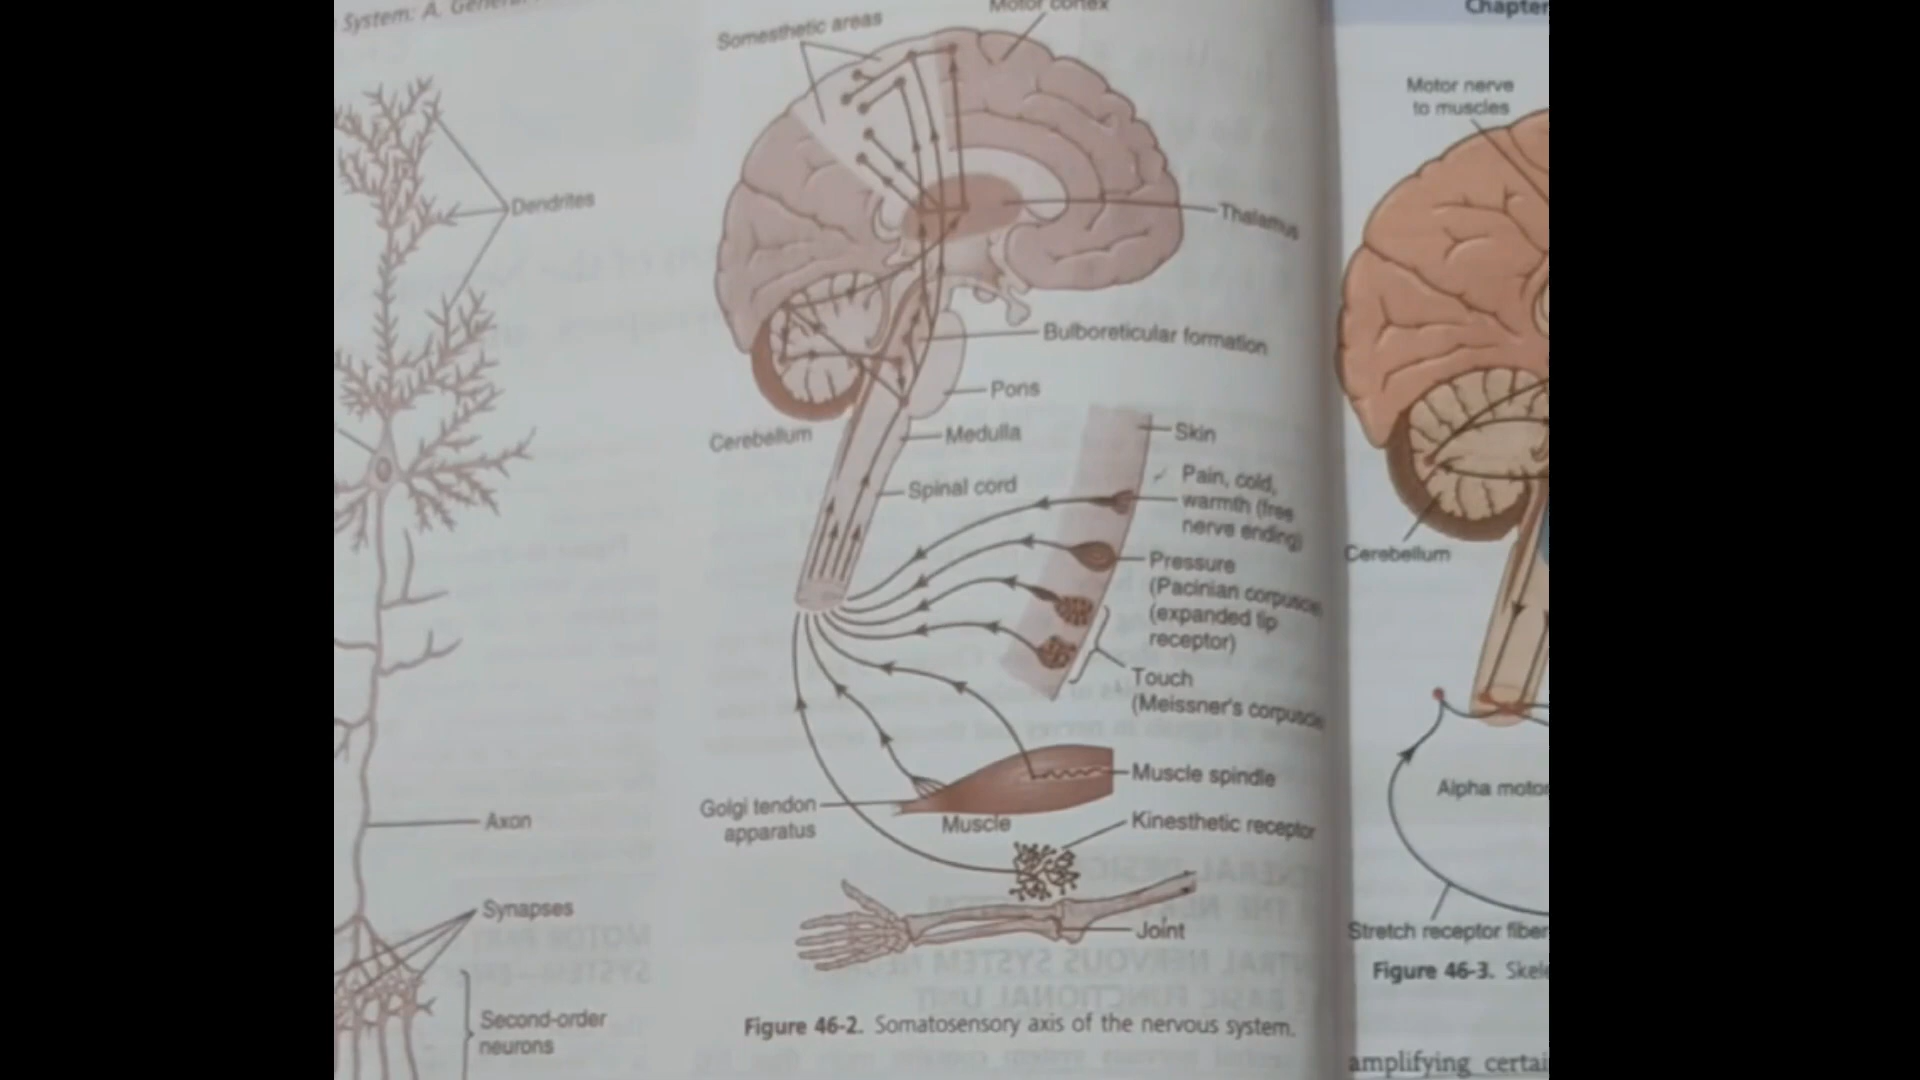 System: A. General
Dendrites
Axon
Synapses
Second-order
neurons
Somesthetic areas
Motor cortex
Thalamus
Bulboreticular formation
Pons
Cerebellum
Medulla
Spinal cord
Skin
Pain, cold,
warmth (free
nerve ending)
Pressure
(Pacinian corpuscle)
(expanded tip
receptor)
Touch
(Meissner's corpuscle
Muscle spindle
Golgi tendon
apparatus
Muscle
Kinesthetic receptor
Joint
Figure 46-2. Somatosensory axis of the nervous system.
Chapter
Motor nerve
to muscles
Cerebellum
Alpha motor
Stretch receptor fiber
Figure 46-3. Skele
amplifying certai